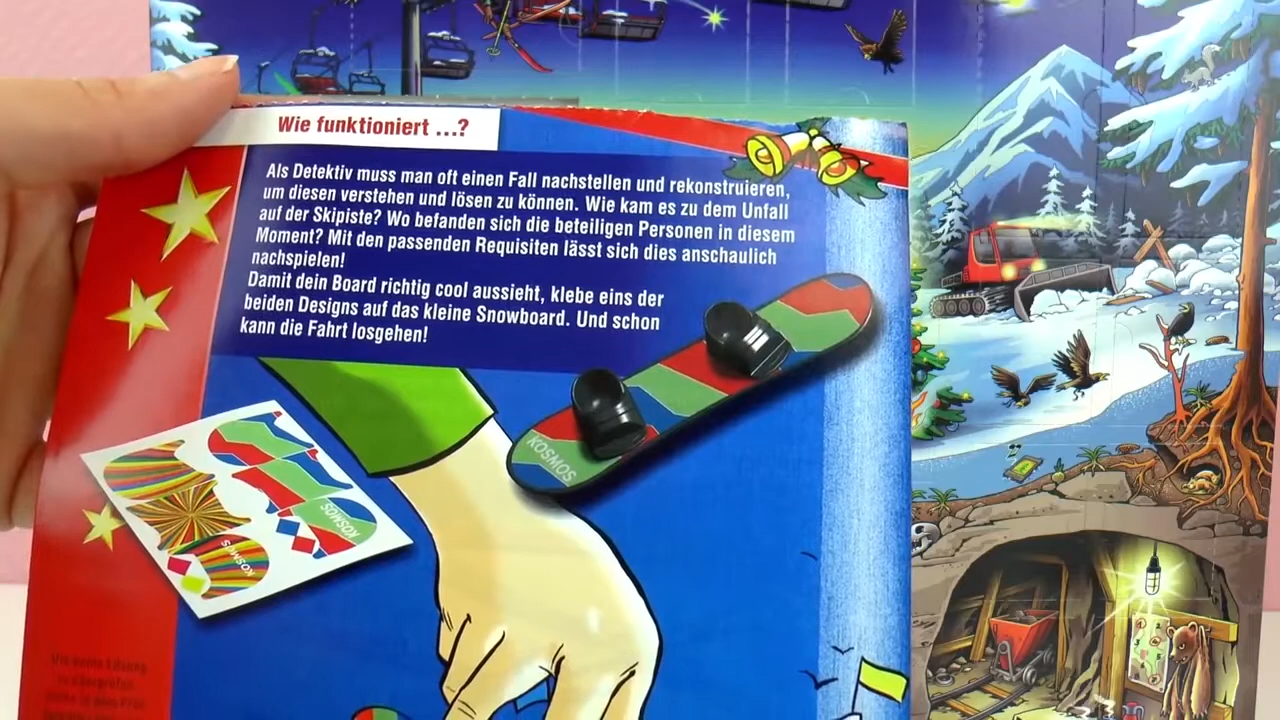 Wie funktioniert ...?
Als Detektiv muss man oft einen Fall nachstellen und rekonstruieren,
um diesen verstehen und lösen zu können. Wie kam es zu dem Unfall
auf der Skipiste? Wo befanden sich die beteiligen Personen in diesem
Moment? Mit den passenden Requisiten lässt sich dies anschaulich
nachspielen!
Damit dein Board richtig cool aussieht, klebe eins der
beiden Designs auf das kleine Snowboard. Und schon
kann die Fahrt losgehen!
KOSMOS
KOSMOS
KOSMOS